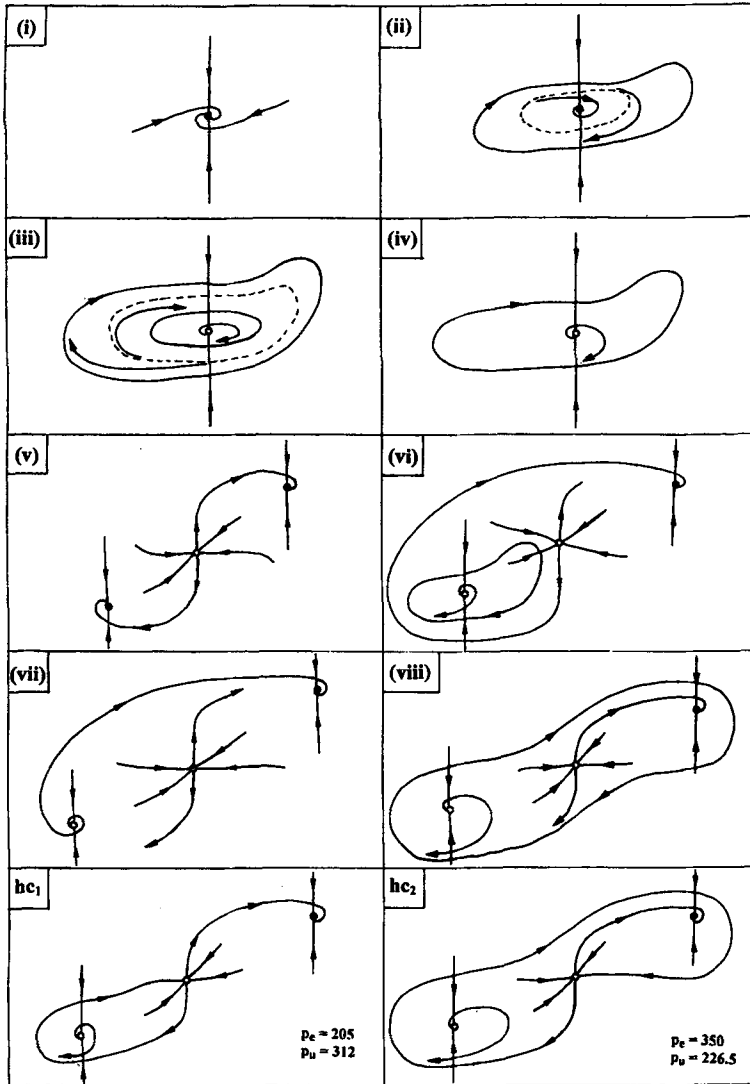 (i)
(ii)
(iii)
(iv)
(v)
(vi)
(vii)
(viii)
hc₁
pₑ = 205
pᵤ = 312
hc₂
pₑ = 350
pᵤ = 226.5